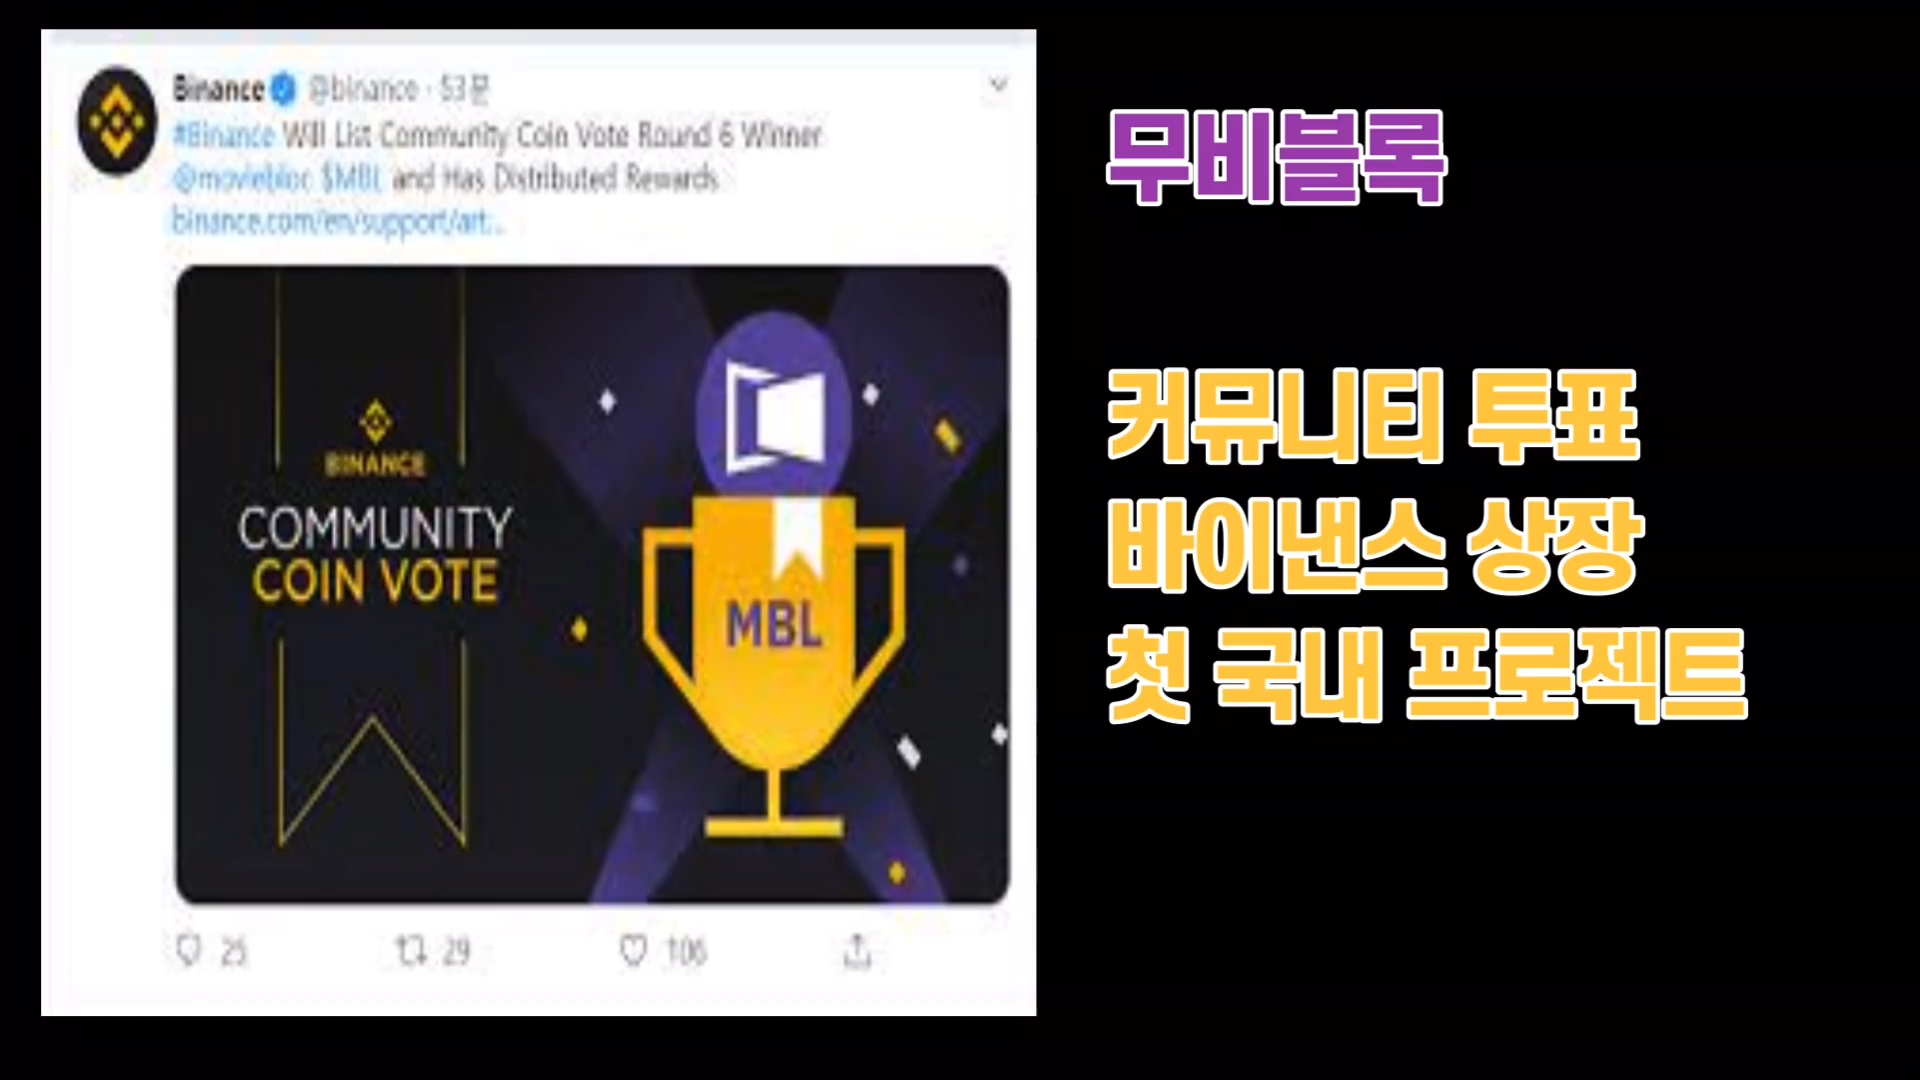 Binance @binance · 53분
#Binance Will List Community Coin Vote Round 6 Winner
@moviebloc $MBL and Has Distributed Rewards
binance.com/en/support/art...
BINANCE
COMMUNITY
COIN VOTE
MBL
25 29 106
무비블록
커뮤니티 투표
바이낸스 상장
첫 국내 프로젝트